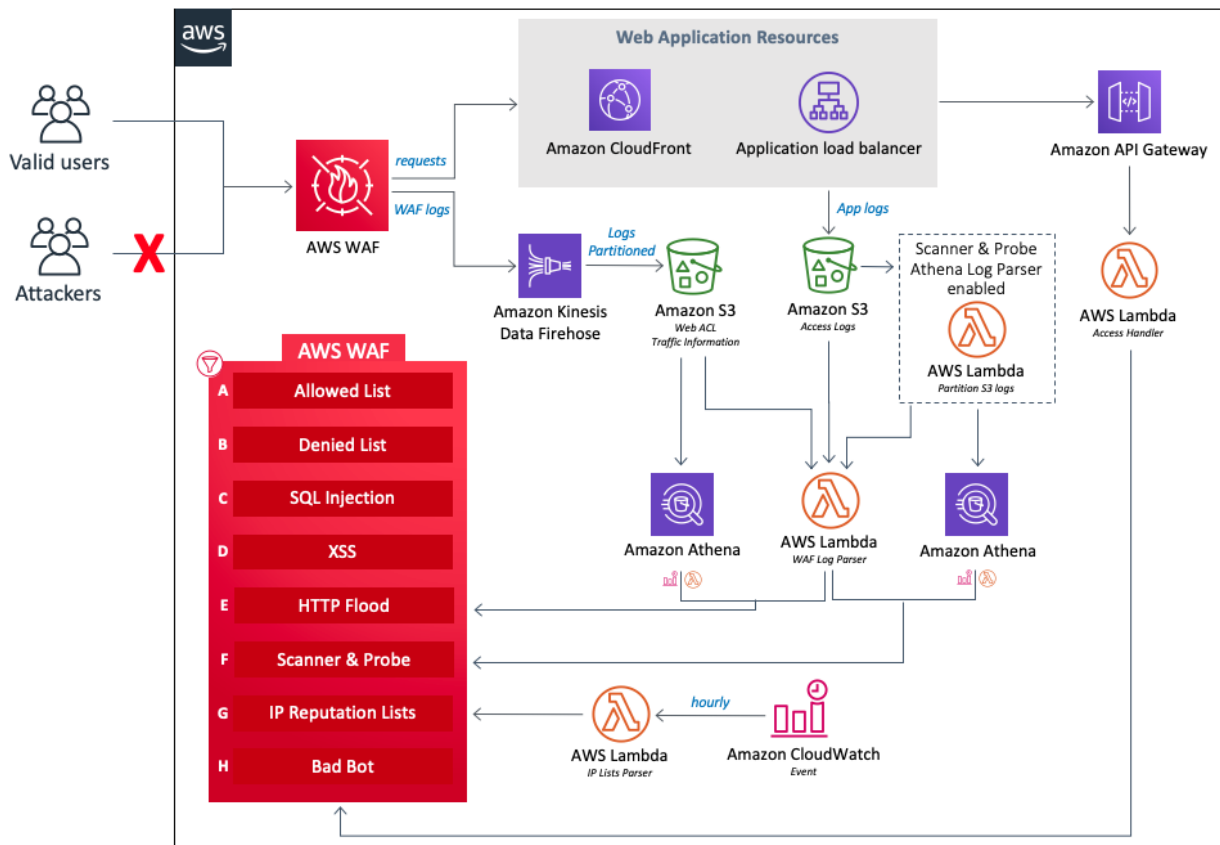 aws
Web Application Resources
Amazon CloudFront
Application load balancer
Amazon API Gateway
Valid users
Attackers
X
AWS WAF
requests
WAF logs
Amazon Kinesis
Data Firehose
Logs
Partitioned
Amazon S3
Web ACL
Traffic Information
App logs
Amazon S3
Access Logs
Scanner & Probe
Athena Log Parser
enabled
AWS Lambda
Partition S3 logs
AWS Lambda
Access Handler
Amazon Athena
AWS Lambda
WAF Log Parser
Amazon Athena
AWS WAF
A Allowed List
B Denied List
C SQL Injection
D XSS
E HTTP Flood
F Scanner & Probe
G IP Reputation Lists
H Bad Bot
AWS Lambda
IP Lists Parser
hourly
Amazon CloudWatch
Event